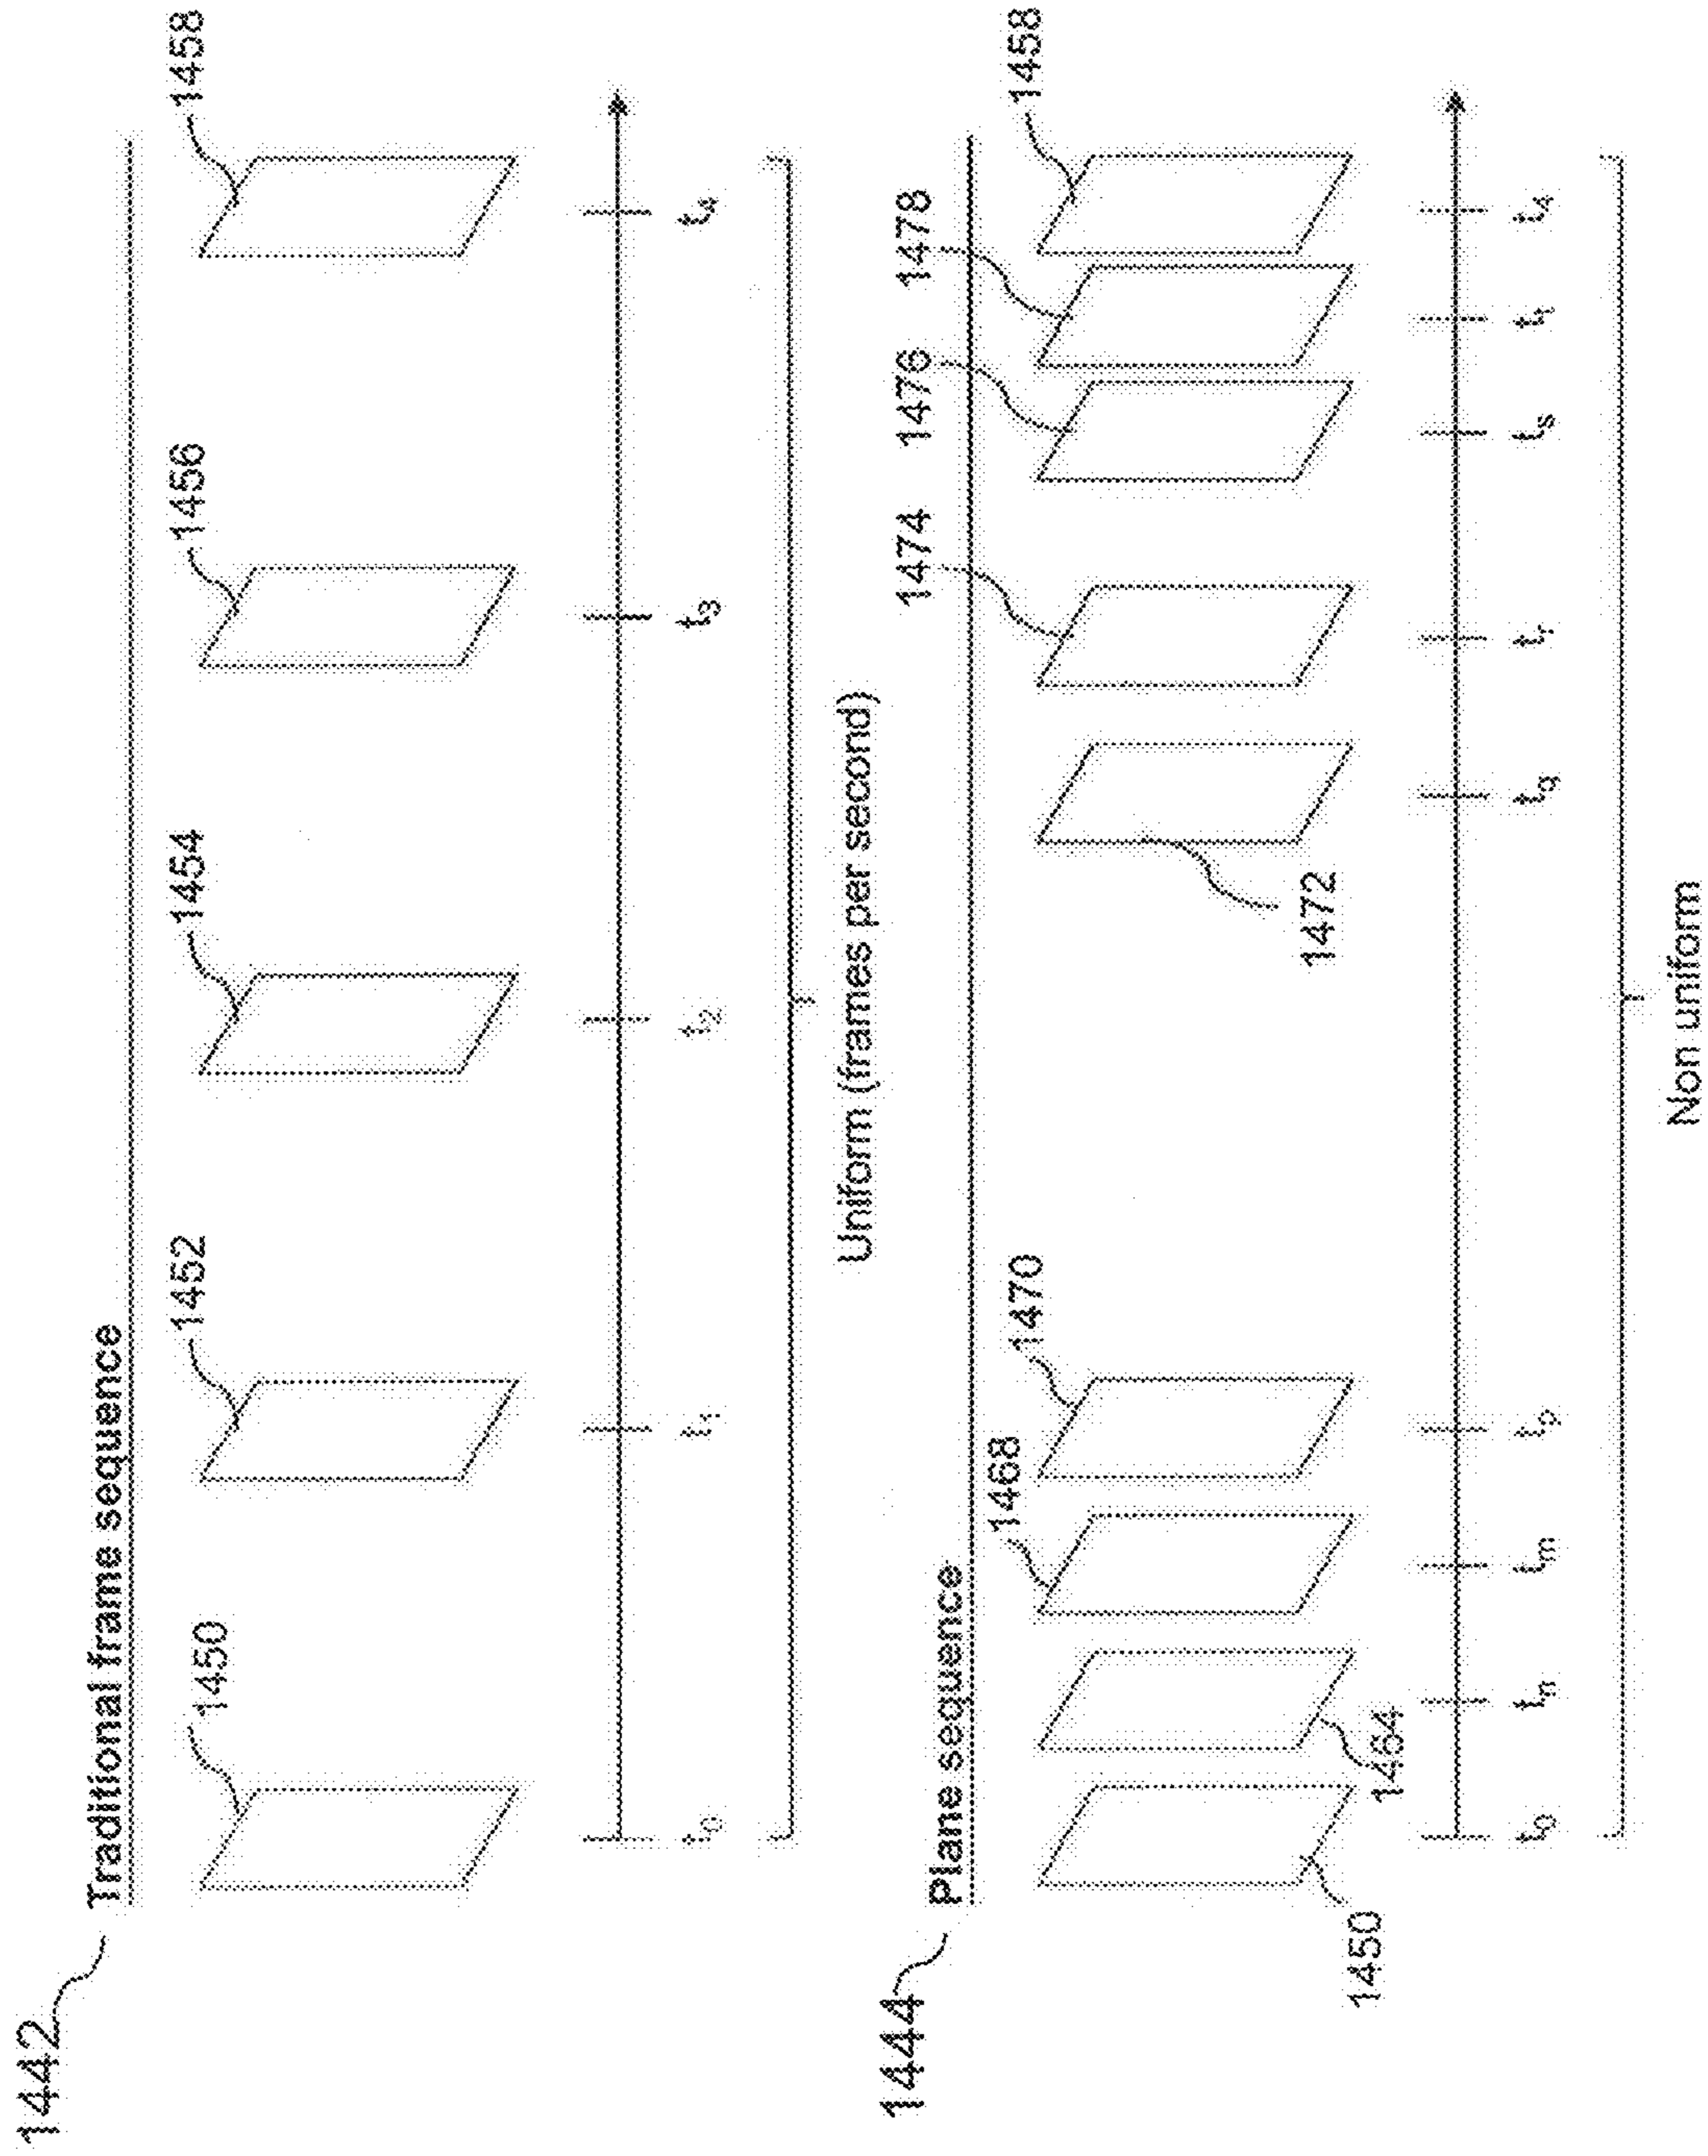 1442
Traditional frame sequence
1450
1452
1454
1456
1458
t0
t1
t2
t3
t4
Uniform (frames per second)
1444
Plane sequence
1468
1470
1474
1476
1478
1458
1450
1464
1472
t0
tn
tm
tp
tq
tr
ts
tt
t4
Non uniform